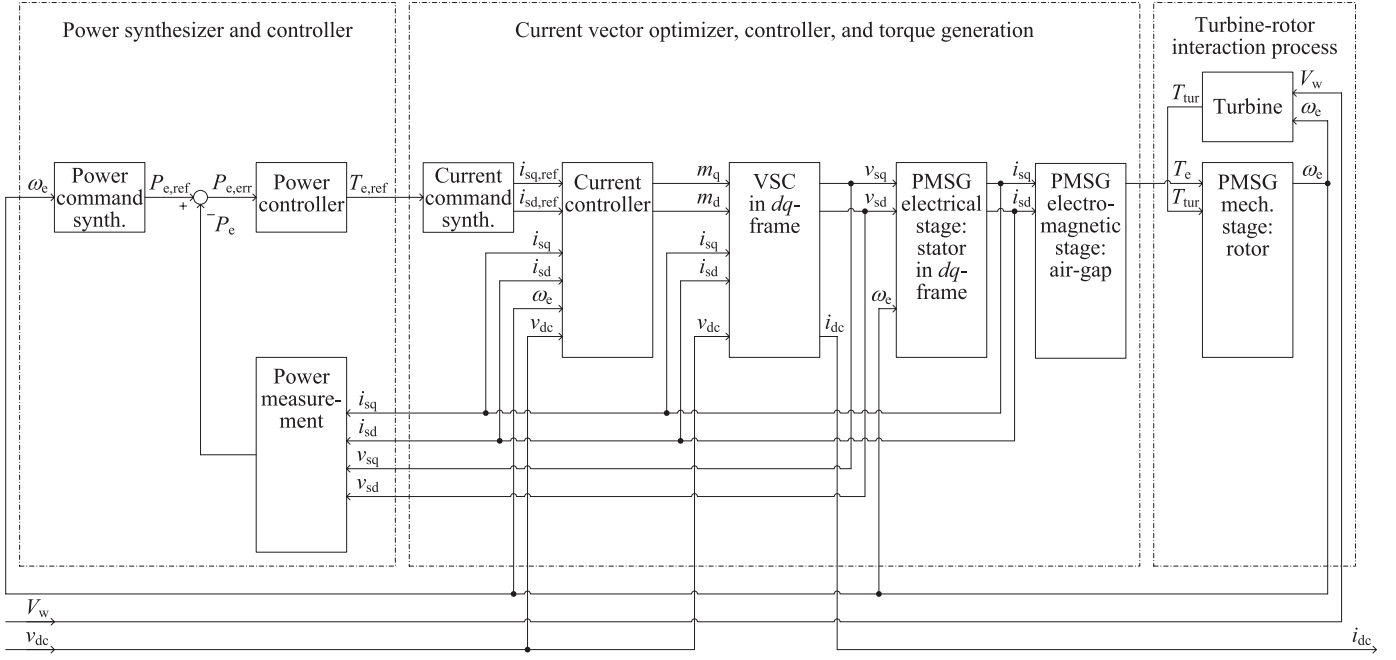 Power synthesizer and controller
Current vector optimizer, controller, and torque generation
Turbine-rotor
interaction process
ωe
Power
command
synth.
Pe,ref
+
−
Pe
Pe,err
Power
controller
Te,ref
Current
command
synth.
isq,ref
isd,ref
isq
isd
ωe
vdc
Current
controller
mq
md
isq
isd
vdc
VSC
in dq-
frame
idc
vsq
vsd
ωe
PMSG
electrical
stage:
stator
in dq-
frame
isq
isd
PMSG
electro-
magnetic
stage:
air-gap
Te
Ttur
PMSG
mech.
stage:
rotor
ωe
Ttur
Turbine
Vw
ωe
Power
measure-
ment
isq
isd
vsq
vsd
Vw
vdc
idc